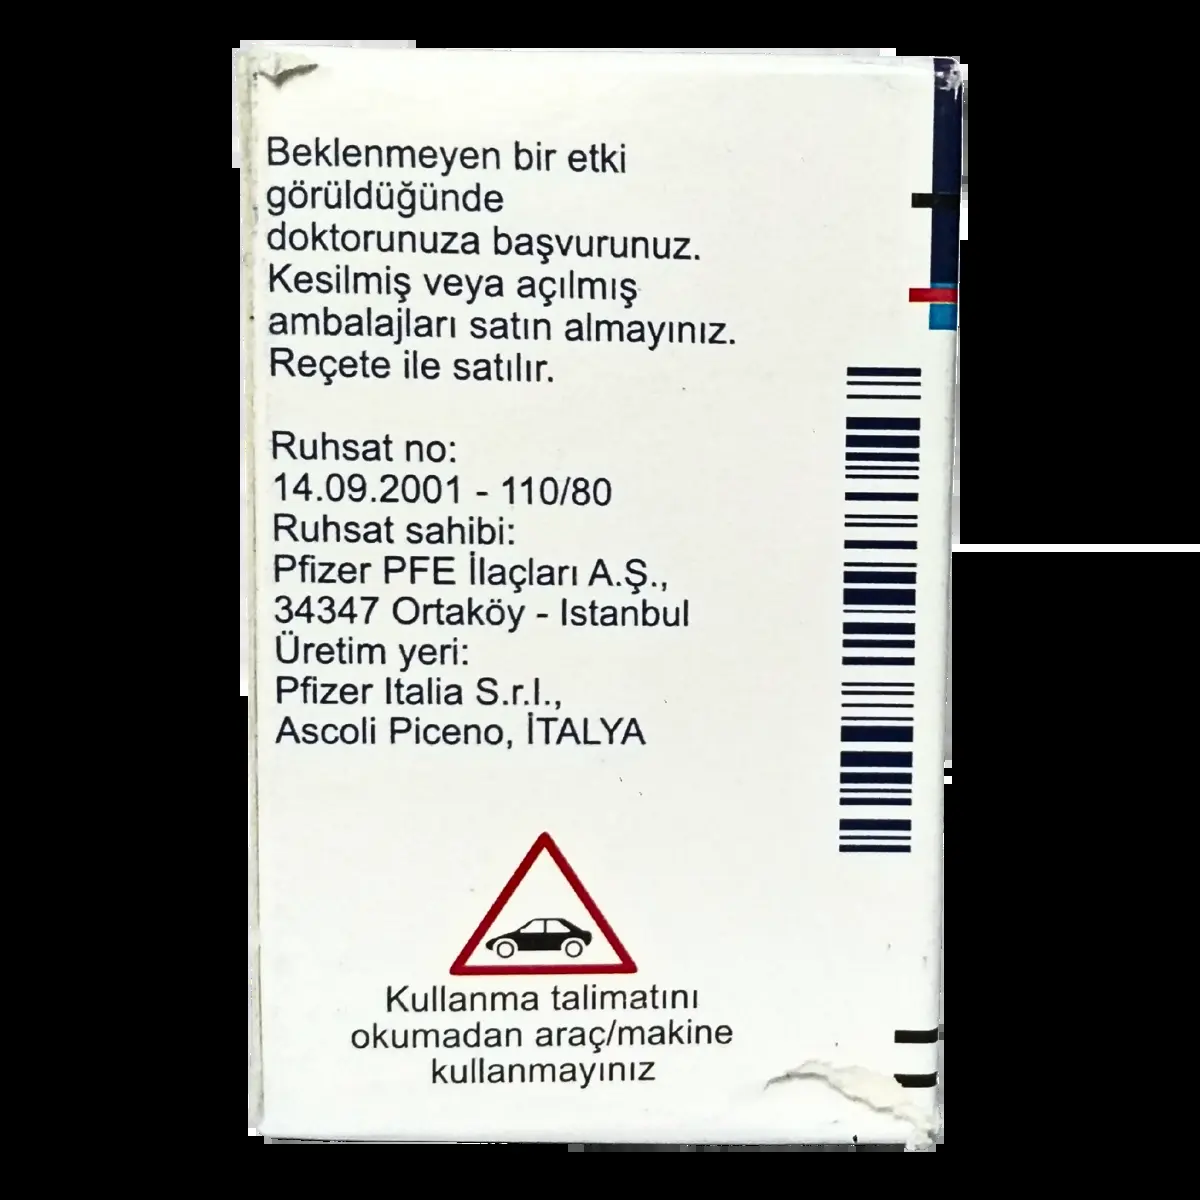 Beklenmeyen bir etki
görüldüğünde
doktorunuza başvurunuz.
Kesilmiş veya açılmış
ambalajları satın almayınız.
Reçete ile satılır.
Ruhsat no:
14.09.2001 - 110/80
Ruhsat sahibi:
Pfizer PFE İlaçları A.Ş.,
34347 Ortaköy - Istanbul
Üretim yeri:
Pfizer Italia S.r.l.,
Ascoli Piceno, İTALYA
Kullanma talimatını
okumadan araç/makine
kullanmayınız